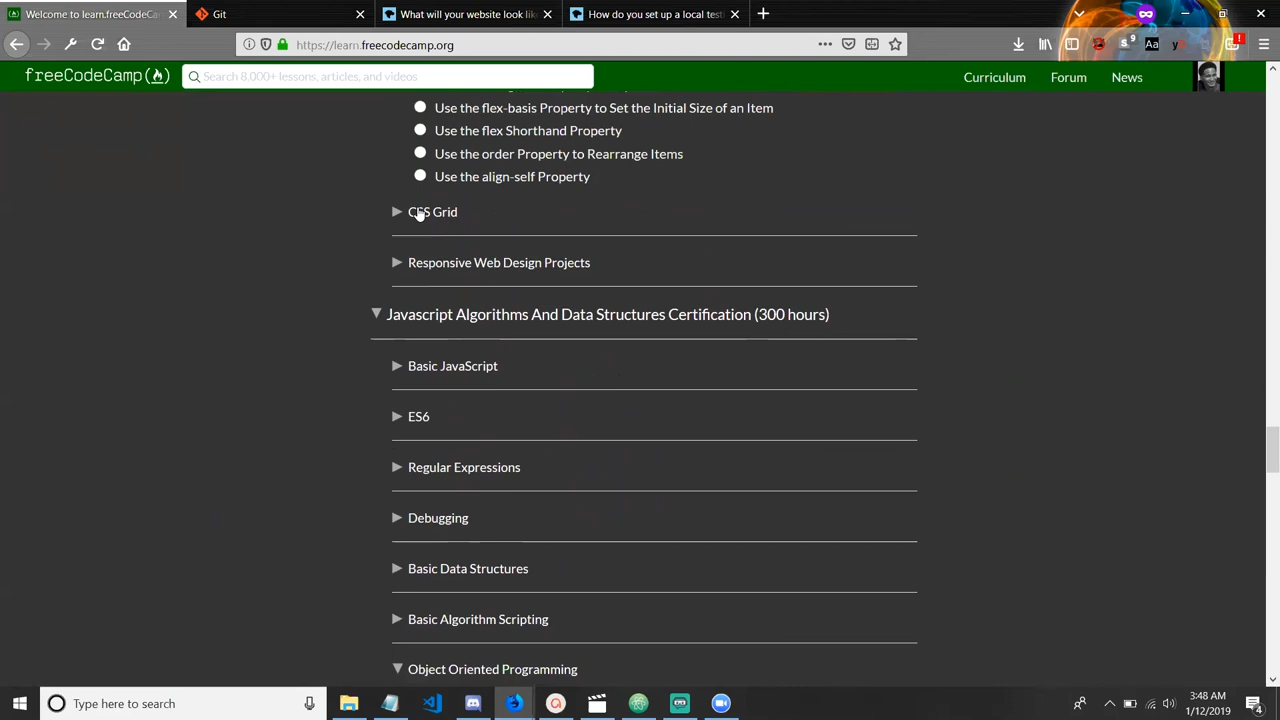 Welcome to learn.freeCodeCa
Git
What will your website look lik
How do you set up a local test
https://learn.freecodecamp.org
9
Aa
freeCodeCamp
Search 8,000+ lessons, articles, and videos
Curriculum
Forum
News
Use the flex-basis Property to Set the Initial Size of an Item
Use the flex Shorthand Property
Use the order Property to Rearrange Items
Use the align-self Property
CSS Grid
Responsive Web Design Projects
Javascript Algorithms And Data Structures Certification (300 hours)
Basic JavaScript
ES6
Regular Expressions
Debugging
Basic Data Structures
Basic Algorithm Scripting
Object Oriented Programming
Type here to search
3:48 AM
1/12/2019
4